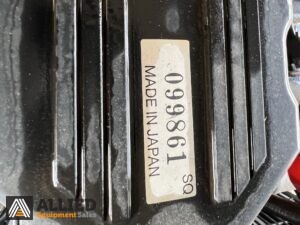 099861
SQ
MADE IN JAPAN
ALLIED
Equipment Sales